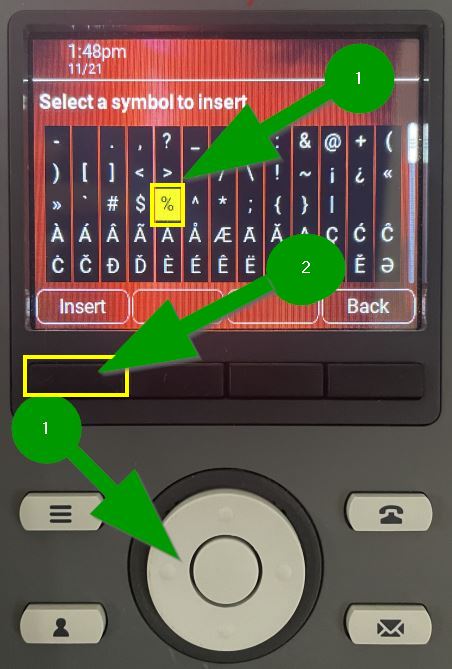 1:48pm
11/21
1
Select a symbol to insert
- . , ? _ : & @ + (
) [ ] < > / \ ! ~ ¡ ¿ «
» ` # $ % ^ * ; { } |
À Á Â Ã Ä Å Æ Ā Ă Ą Ç Ć Ĉ
Ċ Č Đ Ď È É Ê Ë Ě Ə
2
Insert
Back
1